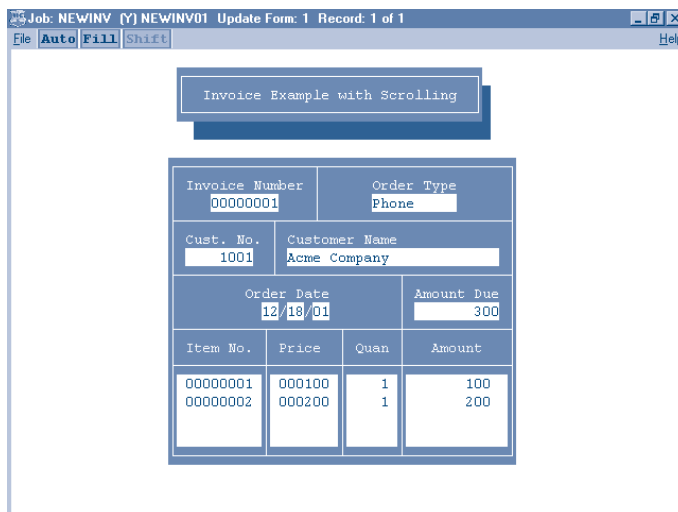 Job: NEWINV (Y) NEWINV01 Update Form: 1 Record: 1 of 1
File Auto Fill Shift Help
Invoice Example with Scrolling
Invoice Number Order Type
00000001 Phone
Cust. No. Customer Name
1001 Acme Company
Order Date Amount Due
12/18/01 300
Item No. Price Quan Amount
00000001 000100 1 100
00000002 000200 1 200